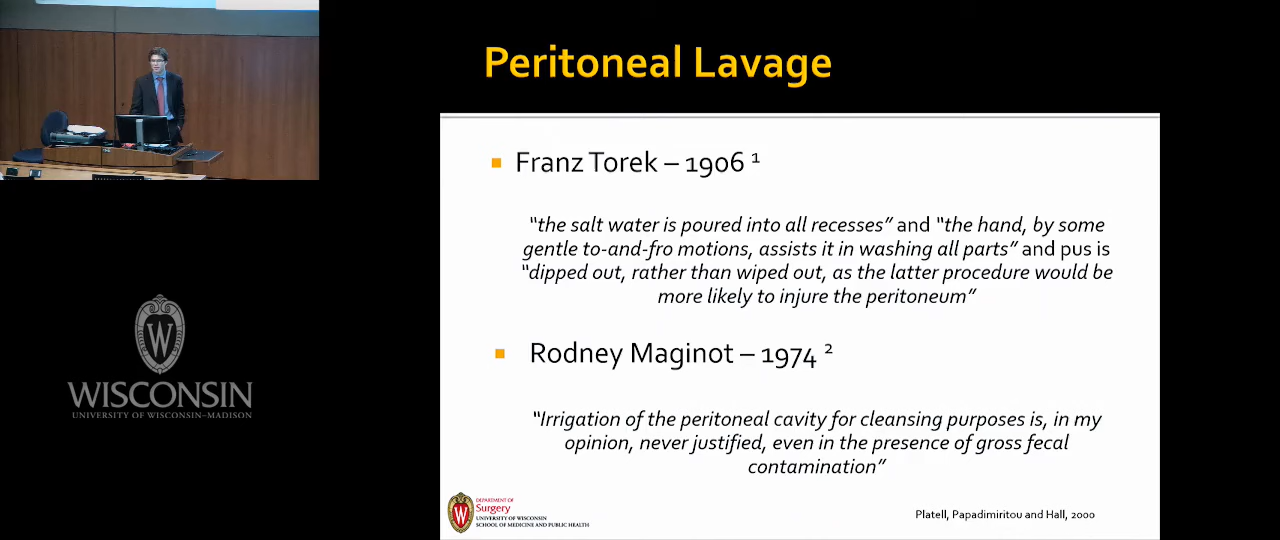 Peritoneal Lavage
Franz Torek – 1906 ¹
“the salt water is poured into all recesses” and “the hand, by some
gentle to-and-fro motions, assists it in washing all parts” and pus is
“dipped out, rather than wiped out, as the latter procedure would be
more likely to injure the peritoneum”
Rodney Maginot – 1974 ²
“Irrigation of the peritoneal cavity for cleansing purposes is, in my
opinion, never justified, even in the presence of gross fecal
contamination”
W
WISCONSIN
UNIVERSITY OF WISCONSIN–MADISON
W
DEPARTMENT OF
Surgery
UNIVERSITY OF WISCONSIN
SCHOOL OF MEDICINE AND PUBLIC HEALTH
Platell, Papadimiritou and Hall, 2000